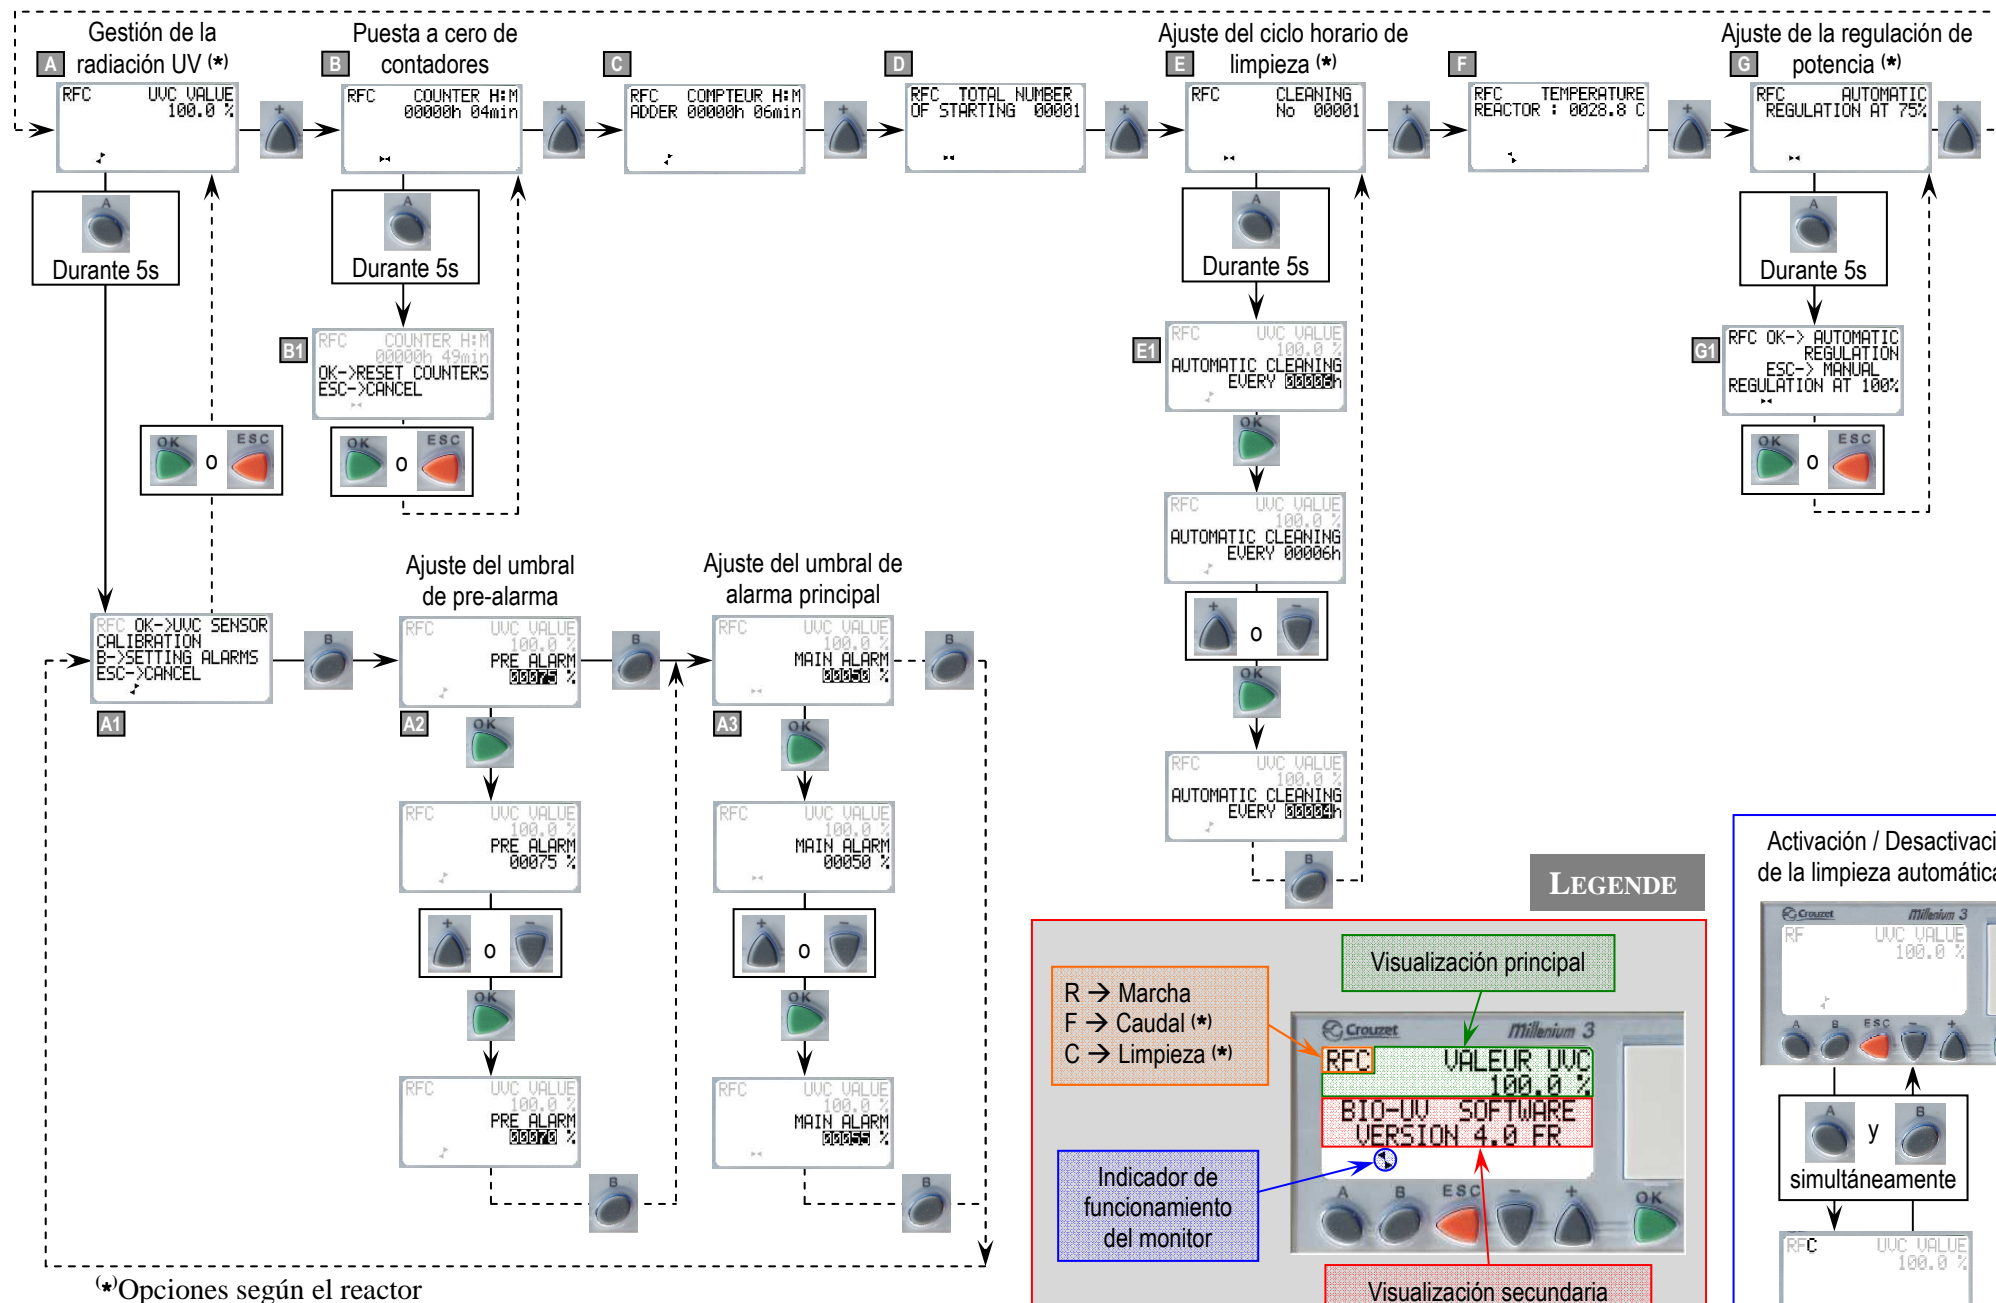 Gestión de la
radiación UV (*)
A
RFC UVC VALUE
100.0 %
+
A
Durante 5s
Puesta a cero de
contadores
B
RFC COUNTER H:M
00000h 04min
+
A
Durante 5s
B1
RFC COUNTER H:M
00000h 49min
OK->RESET COUNTERS
ESC->CANCEL
OK o ESC
OK o ESC
C
RFC COMPTEUR H:M
ADDER 00000h 06min
+
D
RFC TOTAL NUMBER
OF STARTING 00001
+
Ajuste del ciclo horario de
limpieza (*)
E
RFC CLEANING
No 00001
+
A
Durante 5s
E1
RFC UVC VALUE
100.0 %
AUTOMATIC CLEANING
EVERY 00006h
OK
RFC UVC VALUE
100.0 %
AUTOMATIC CLEANING
EVERY 00006h
+ o -
OK
RFC UVC VALUE
100.0 %
AUTOMATIC CLEANING
EVERY 00004h
B
F
RFC TEMPERATURE
REACTOR : 0028.8 C
+
Ajuste de la regulación de
potencia (*)
G
RFC AUTOMATIC
REGULATION AT 75%
+
A
Durante 5s
G1
RFC OK-> AUTOMATIC
REGULATION
ESC-> MANUAL
REGULATION AT 100%
OK o ESC
RFC OK->UVC SENSOR
CALIBRATION
B->SETTING ALARMS
ESC->CANCEL
A1
B
Ajuste del umbral
de pre-alarma
RFC UVC VALUE
100.0 %
PRE ALARM
00075 %
A2
OK
B
RFC UVC VALUE
100.0 %
PRE ALARM
00075 %
+ o -
OK
RFC UVC VALUE
100.0 %
PRE ALARM
00070 %
B
Ajuste del umbral de
alarma principal
RFC UVC VALUE
100.0 %
MAIN ALARM
00050 %
A3
OK
B
RFC UVC VALUE
100.0 %
MAIN ALARM
00050 %
+ o -
OK
RFC UVC VALUE
100.0 %
MAIN ALARM
00055 %
B
(*)Opciones según el reactor
LEGENDE
Visualización principal
R → Marcha
F → Caudal (*)
C → Limpieza (*)
Crouzet Millenium 3
RFC VALEUR UVC
100.0 %
BIO-UV SOFTWARE
VERSION 4.0 FR
A B ESC - + OK
Indicador de
funcionamiento
del monitor
Visualización secundaria
Activación / Desactivaci
de la limpieza automática
Crouzet Millenium 3
RF UVC VALUE
100.0 %
A B ESC - +
A y B
simultáneamente
RFC UVC VALUE
100.0 %